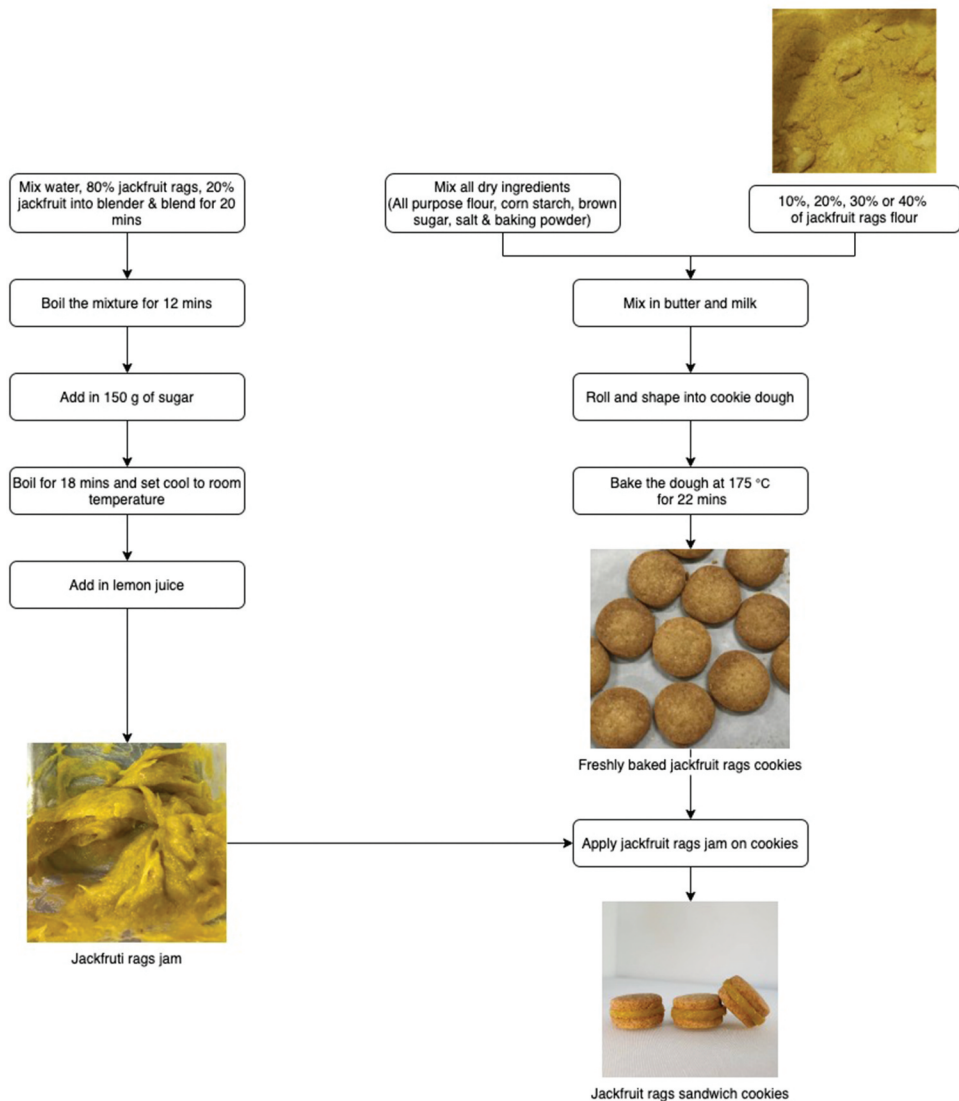 Mix water, 80% jackfruit rags, 20%
jackfruit into blender & blend for 20
mins
Boil the mixture for 12 mins
Add in 150 g of sugar
Boil for 18 mins and set cool to room
temperature
Add in lemon juice
Jackfruti rags jam
Mix all dry ingredients
(All purpose flour, corn starch, brown
sugar, salt & baking powder)
10%, 20%, 30% or 40%
of jackfruit rags flour
Mix in butter and milk
Roll and shape into cookie dough
Bake the dough at 175 °C
for 22 mins
Freshly baked jackfruit rags cookies
Apply jackfruit rags jam on cookies
Jackfruit rags sandwich cookies